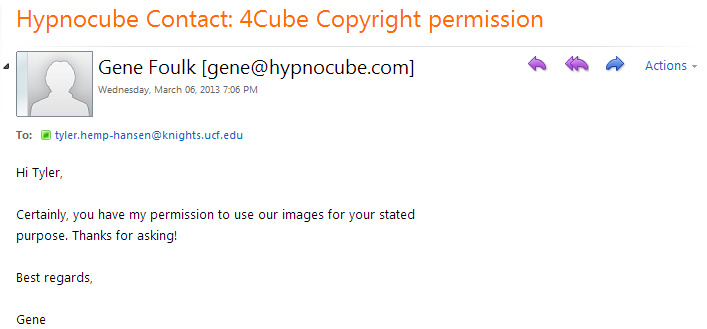 Hypnocube Contact: 4Cube Copyright permission
Gene Foulk [gene@hypnocube.com]
Actions
Wednesday, March 06, 2013 7:06 PM
To: tyler.hemp-hansen@knights.ucf.edu
Hi Tyler,
Certainly, you have my permission to use our images for your stated
purpose. Thanks for asking!
Best regards,
Gene